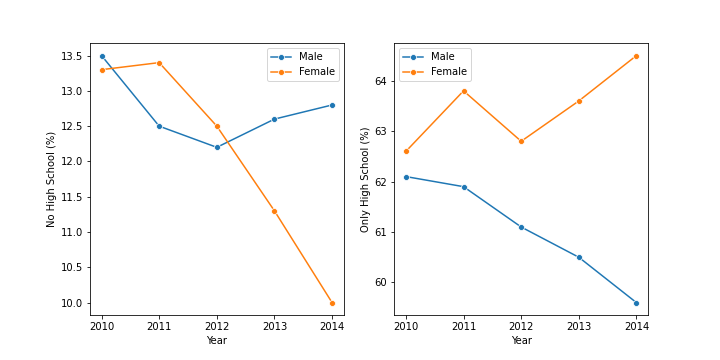 No High School (%)
13.5
13.0
12.5
12.0
11.5
11.0
10.5
10.0
Male
Female
2010 2011 2012 2013 2014
Year
Only High School (%)
64
63
62
61
60
Male
Female
2010 2011 2012 2013 2014
Year